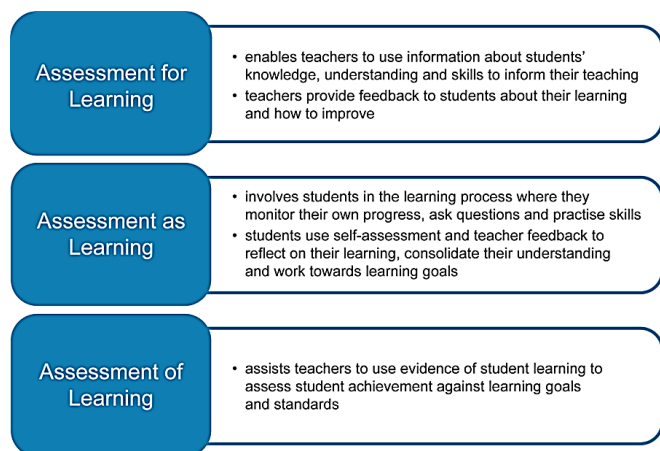 Assessment for
Learning
• enables teachers to use information about students'
knowledge, understanding and skills to inform their teaching
• teachers provide feedback to students about their learning
and how to improve
Assessment as
Learning
• involves students in the learning process where they
monitor their own progress, ask questions and practise skills
• students use self-assessment and teacher feedback to
reflect on their learning, consolidate their understanding
and work towards learning goals
Assessment of
Learning
• assists teachers to use evidence of student learning to
assess student achievement against learning goals
and standards